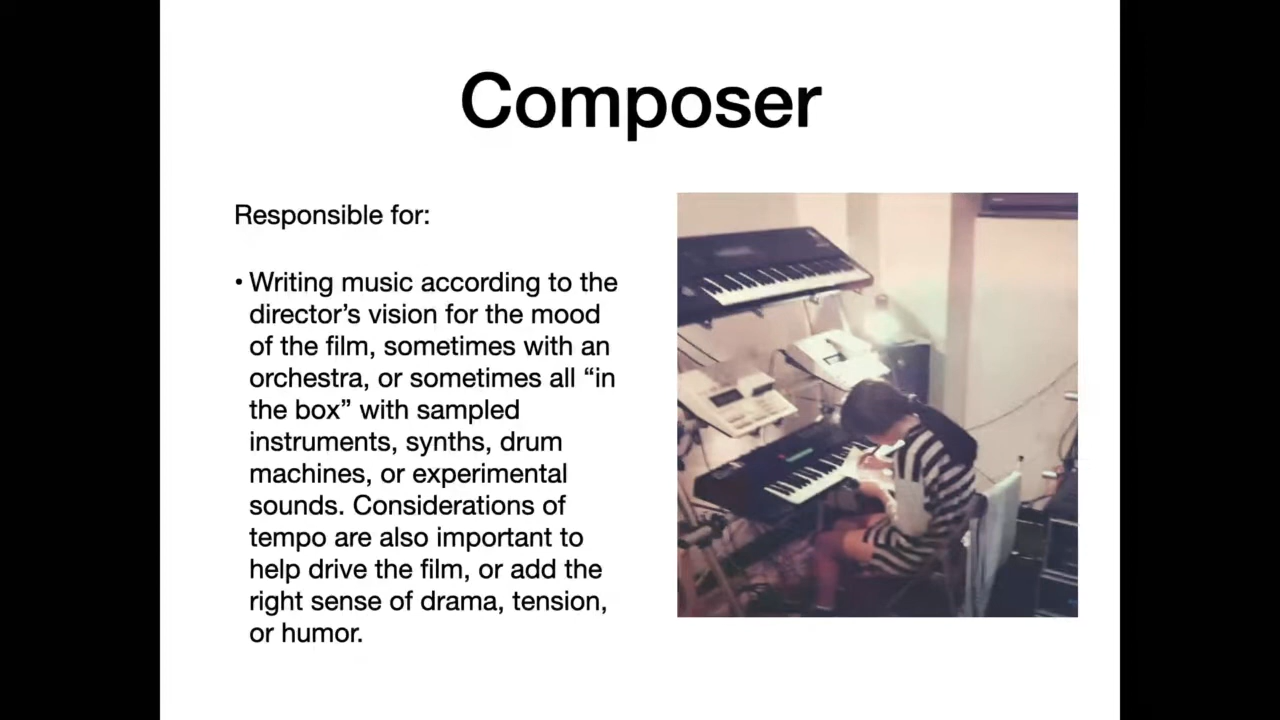 Composer
Responsible for:
• Writing music according to the
director’s vision for the mood
of the film, sometimes with an
orchestra, or sometimes all “in
the box” with sampled
instruments, synths, drum
machines, or experimental
sounds. Considerations of
tempo are also important to
help drive the film, or add the
right sense of drama, tension,
or humor.